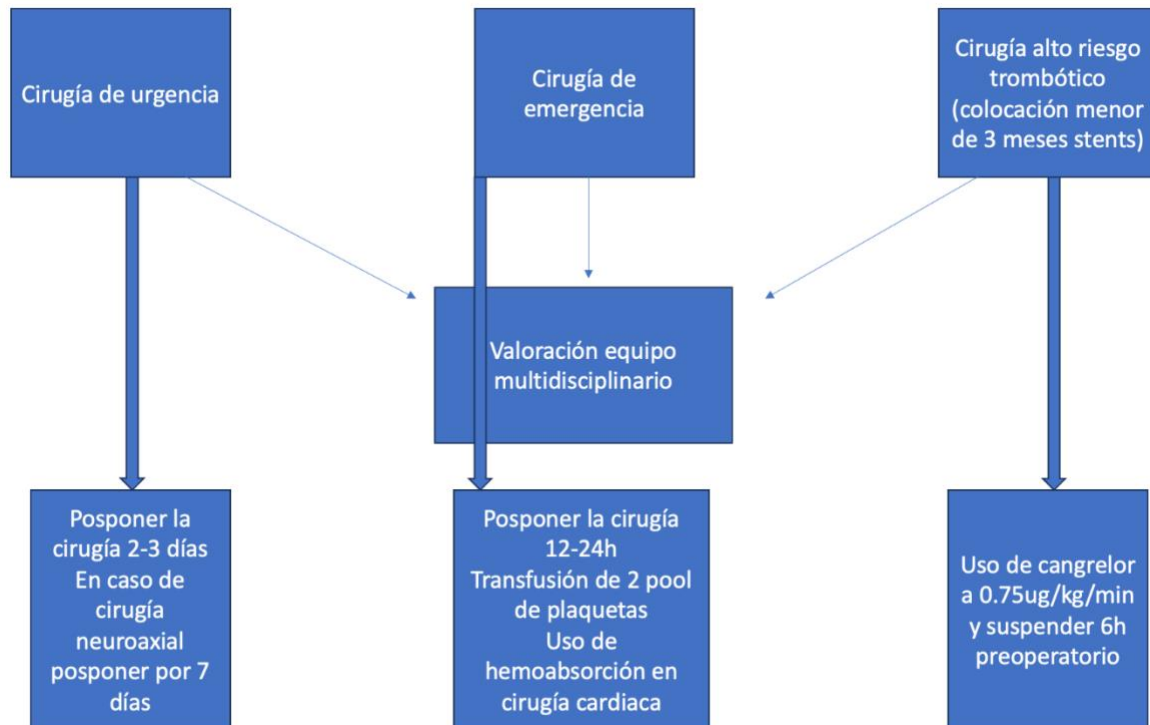 Cirugía de urgencia
Cirugía de
emergencia
Cirugía alto riesgo
trombótico
(colocación menor
de 3 meses stents)
Valoración equipo
multidisciplinario
Posponer la
cirugía 2-3 días
En caso de
cirugía
neuroaxial
posponer por 7
días
Posponer la cirugía
12-24h
Transfusión de 2 pool
de plaquetas
Uso de
hemoabsorción en
cirugía cardiaca
Uso de cangrelor
a 0.75ug/kg/min
y suspender 6h
preoperatorio